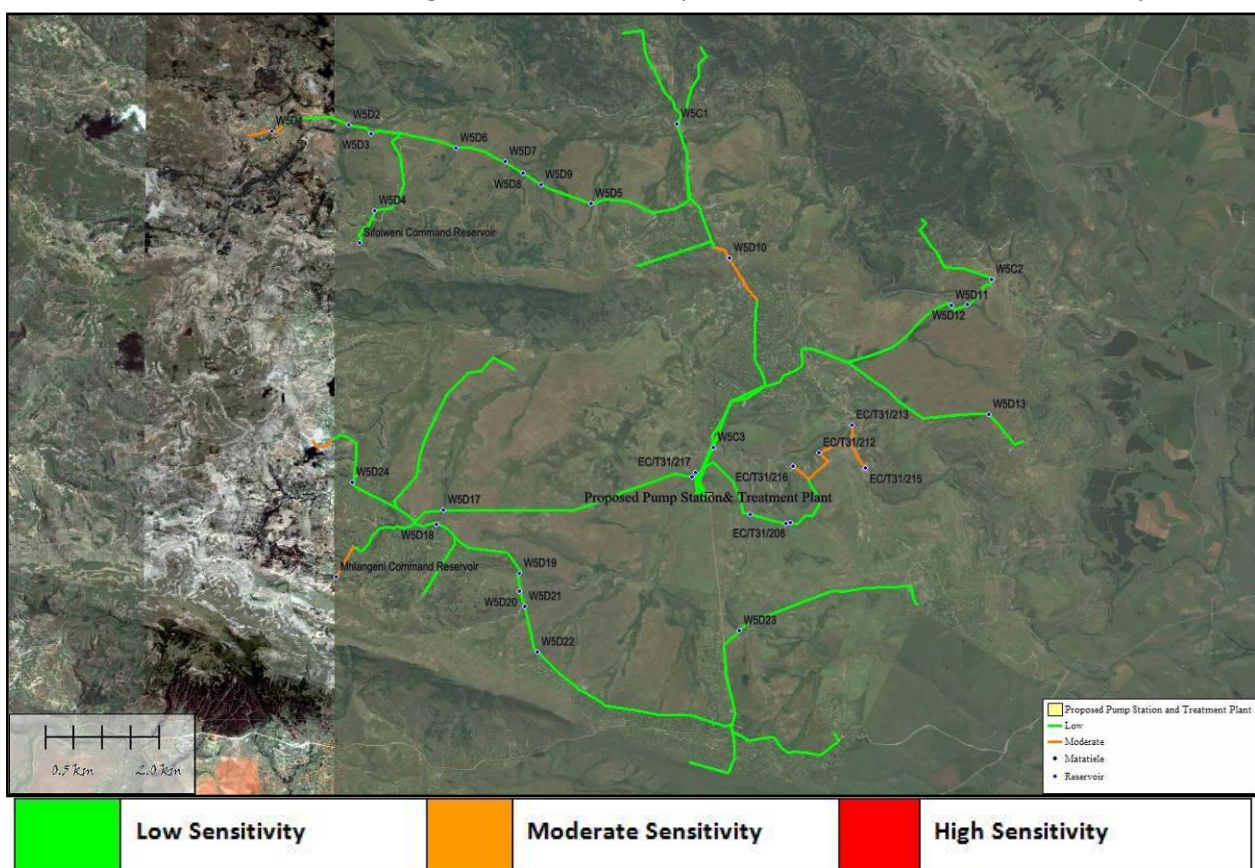 W5C1
W5D1
W5D2
W5D3
W5D6
W5D7
W5D8
W5D9
W5D5
W5D4
Sifolweni Command Reservoir
W5D10
W5C2
W5D11
W5D12
W5D13
EC/T31/213
W5C3
EC/T31/212
EC/T31/217
EC/T31/216
EC/T31/215
W5D24
Proposed Pump Station& Treatment Plant
W5D17
EC/T31/208
W5D18
Mhlangeni Command Reservoir
W5D19
W5D20
W5D21
W5D23
W5D22
Proposed Pump Station and Treatment Plant
Low
Moderate
Matatiele
Reservoir
0.5 km 2.0 km
Low Sensitivity
Moderate Sensitivity
High Sensitivity